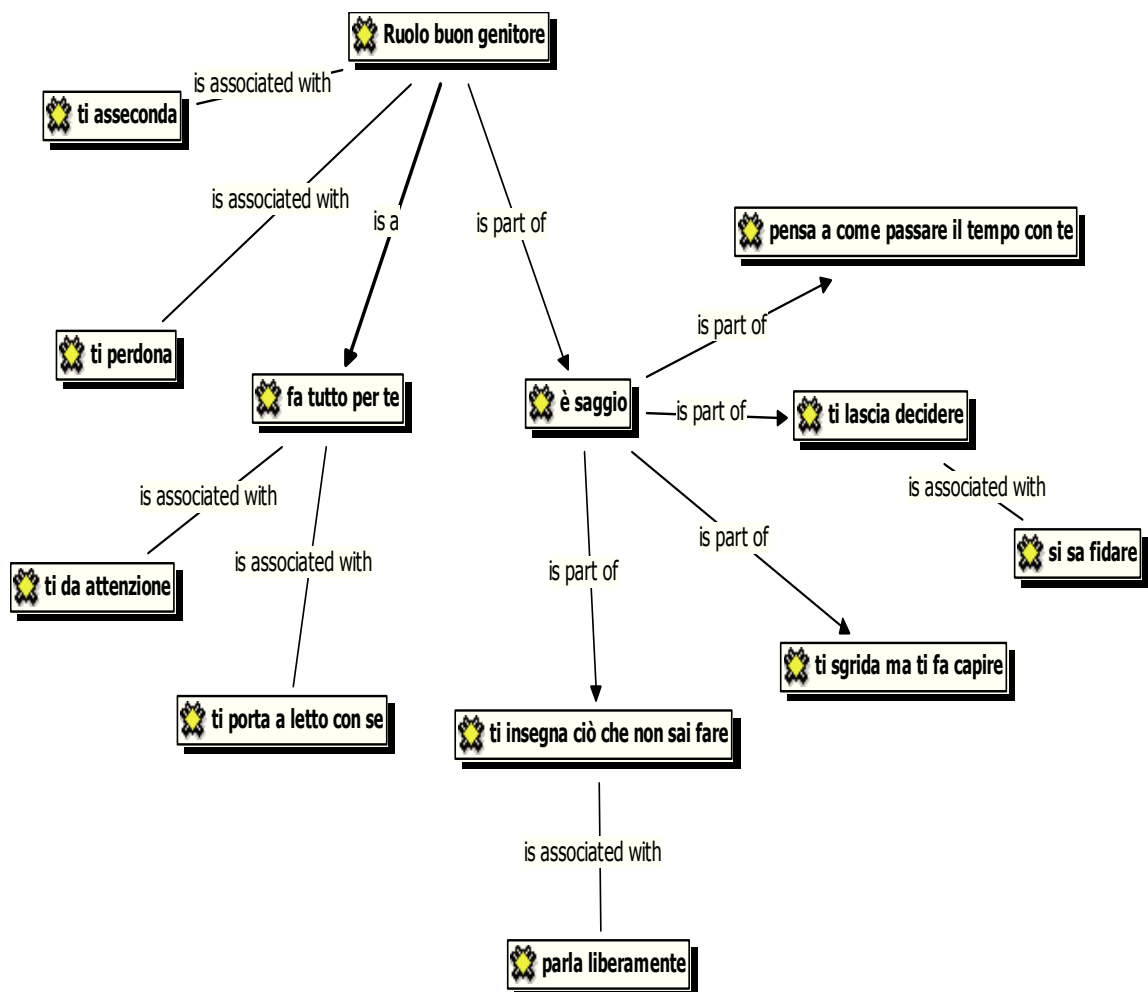 Ruolo buon genitore
is associated with
ti asseconda
is associated with
is a
is part of
pensa a come passare il tempo con te
is part of
ti perdona
fa tutto per te
è saggio
is part of
ti lascia decidere
is associated with
is associated with
is part of
si sa fidare
is associated with
is part of
ti da attenzione
ti sgrida ma ti fa capire
ti porta a letto con se
ti insegna ciò che non sai fare
is associated with
parla liberamente